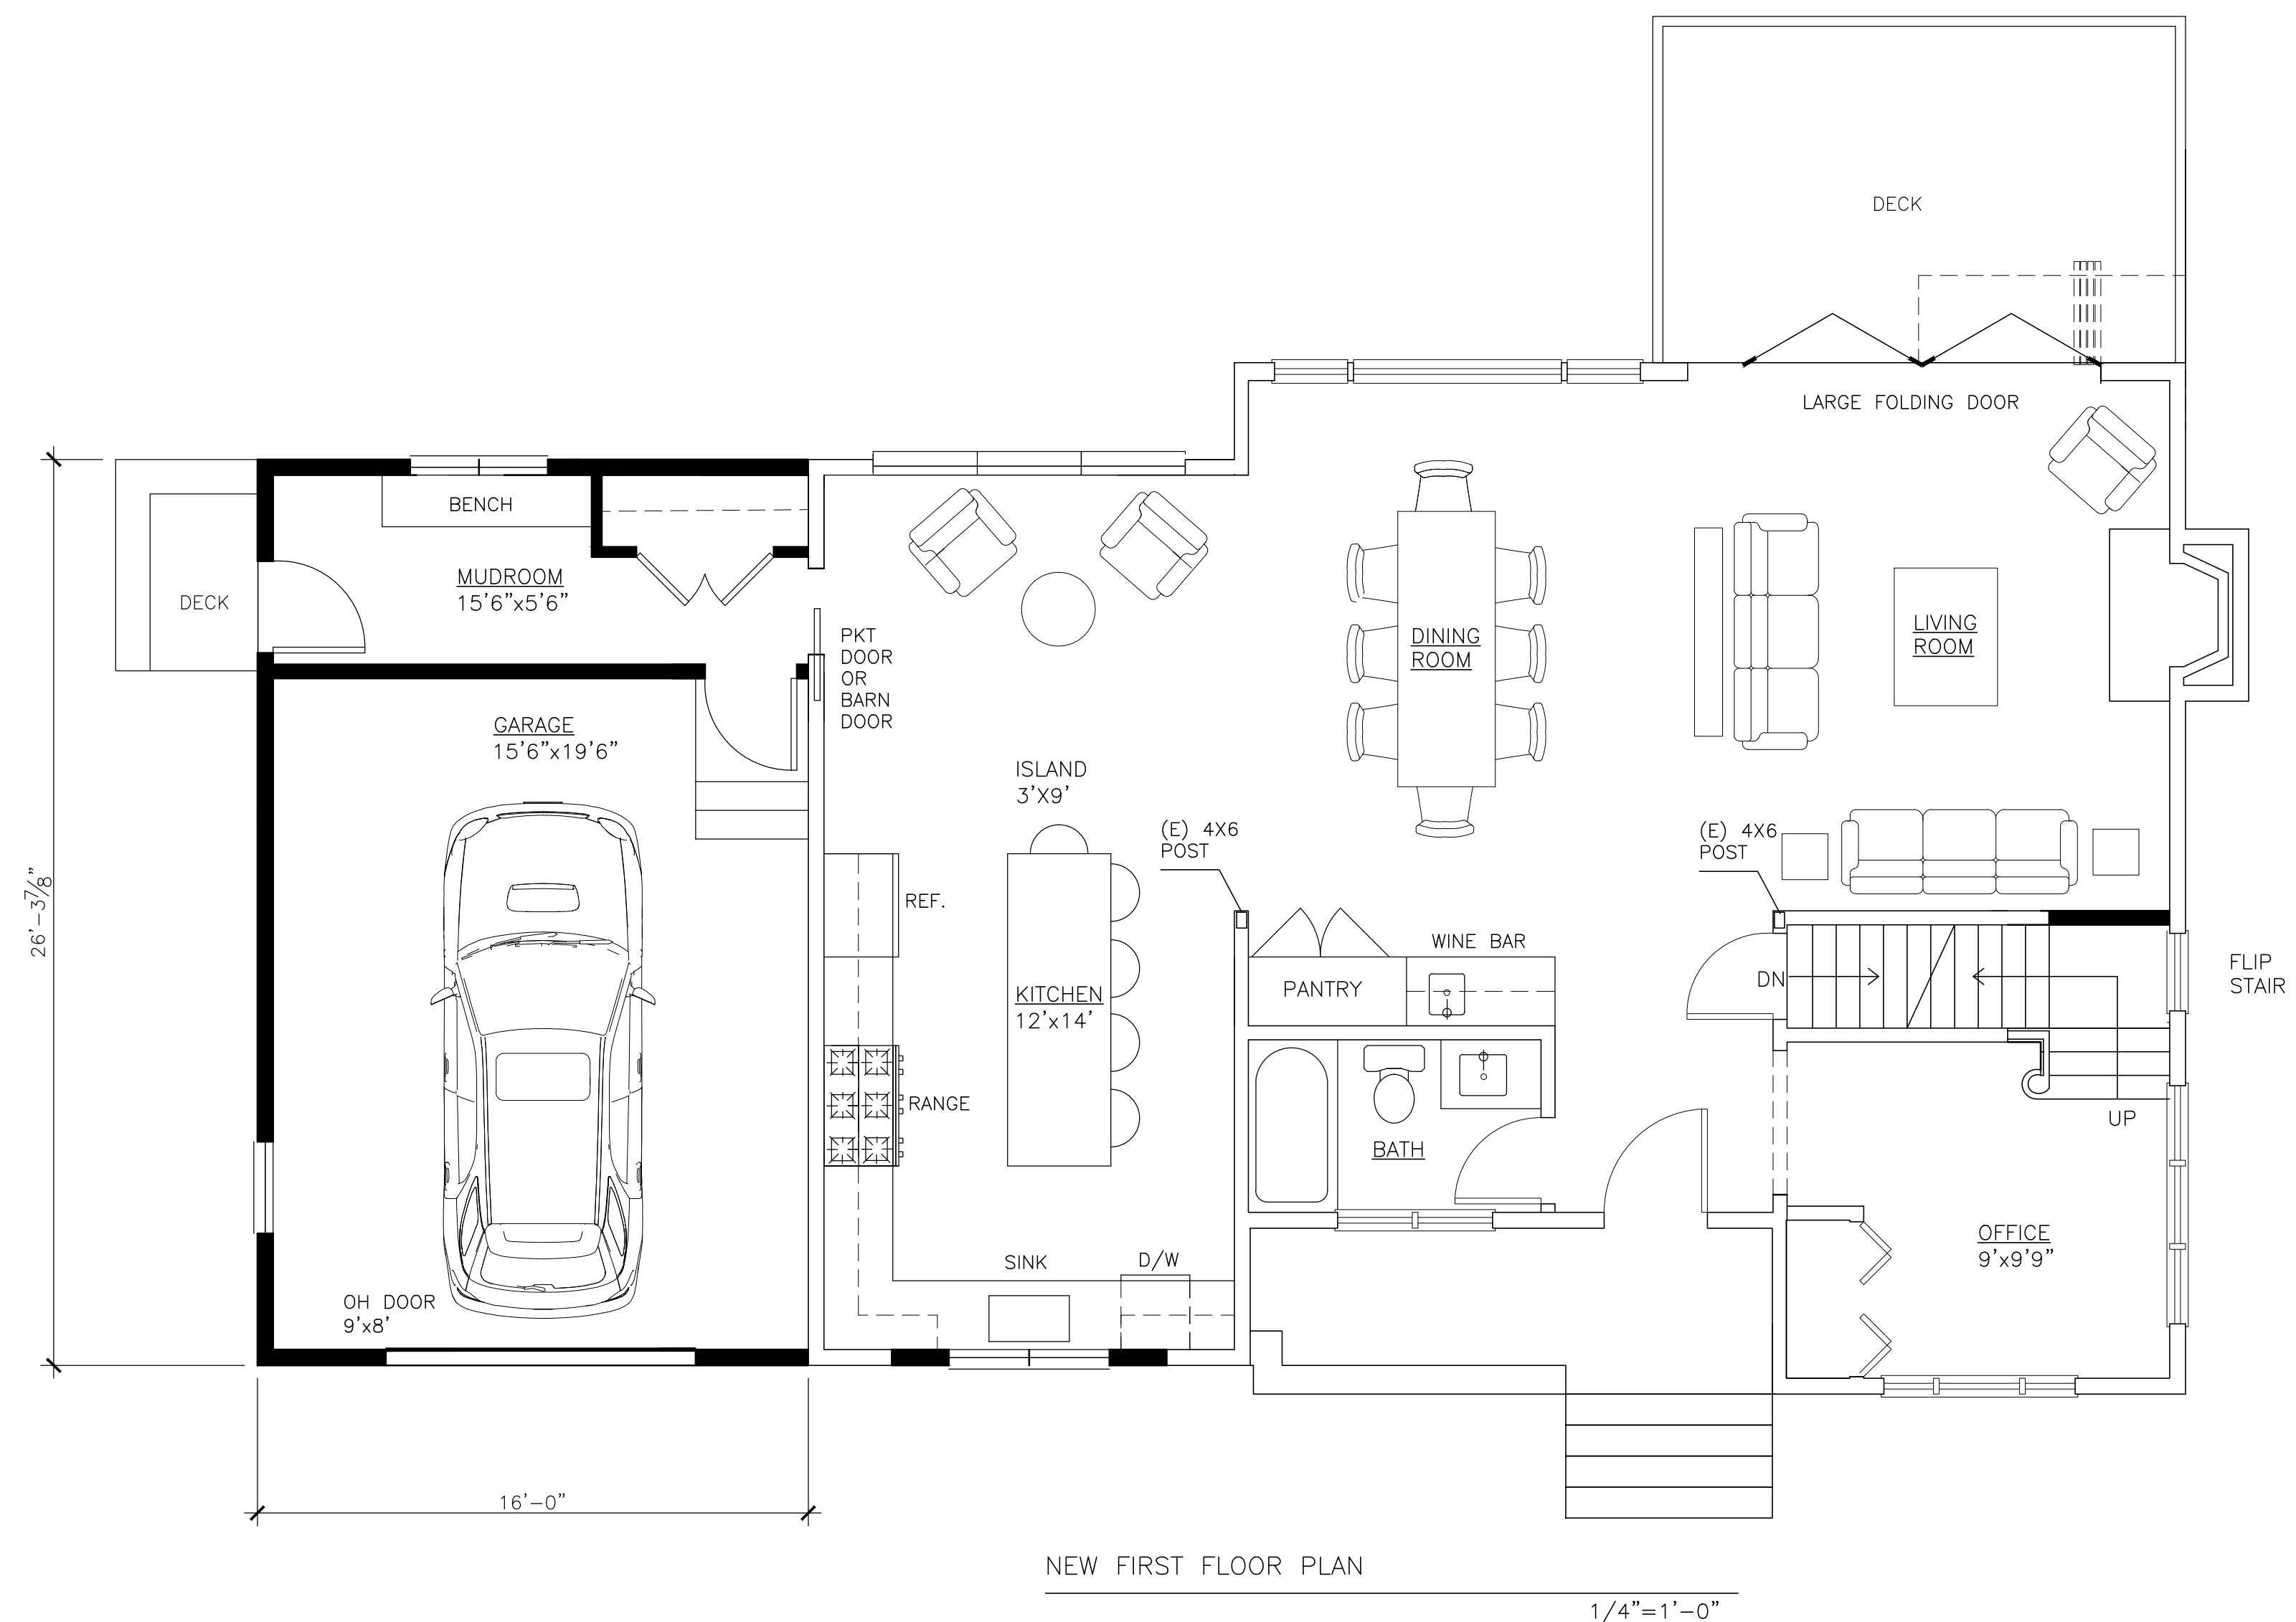 DECK
LARGE FOLDING DOOR
BENCH
MUDROOM
15'6"x5'6"
DECK
PKT
DOOR
OR
BARN
DOOR
DINING
ROOM
LIVING
ROOM
GARAGE
15'6"x19'6"
ISLAND
3'X9'
(E) 4X6
POST
(E) 4X6
POST
26'-37/8"
REF.
WINE BAR
PANTRY
DN
FLIP
STAIR
KITCHEN
12'x14'
RANGE
BATH
UP
OFFICE
9'x9'9"
SINK
D/W
OH DOOR
9'x8'
16'-0"
NEW FIRST FLOOR PLAN
1/4"=1'-0"